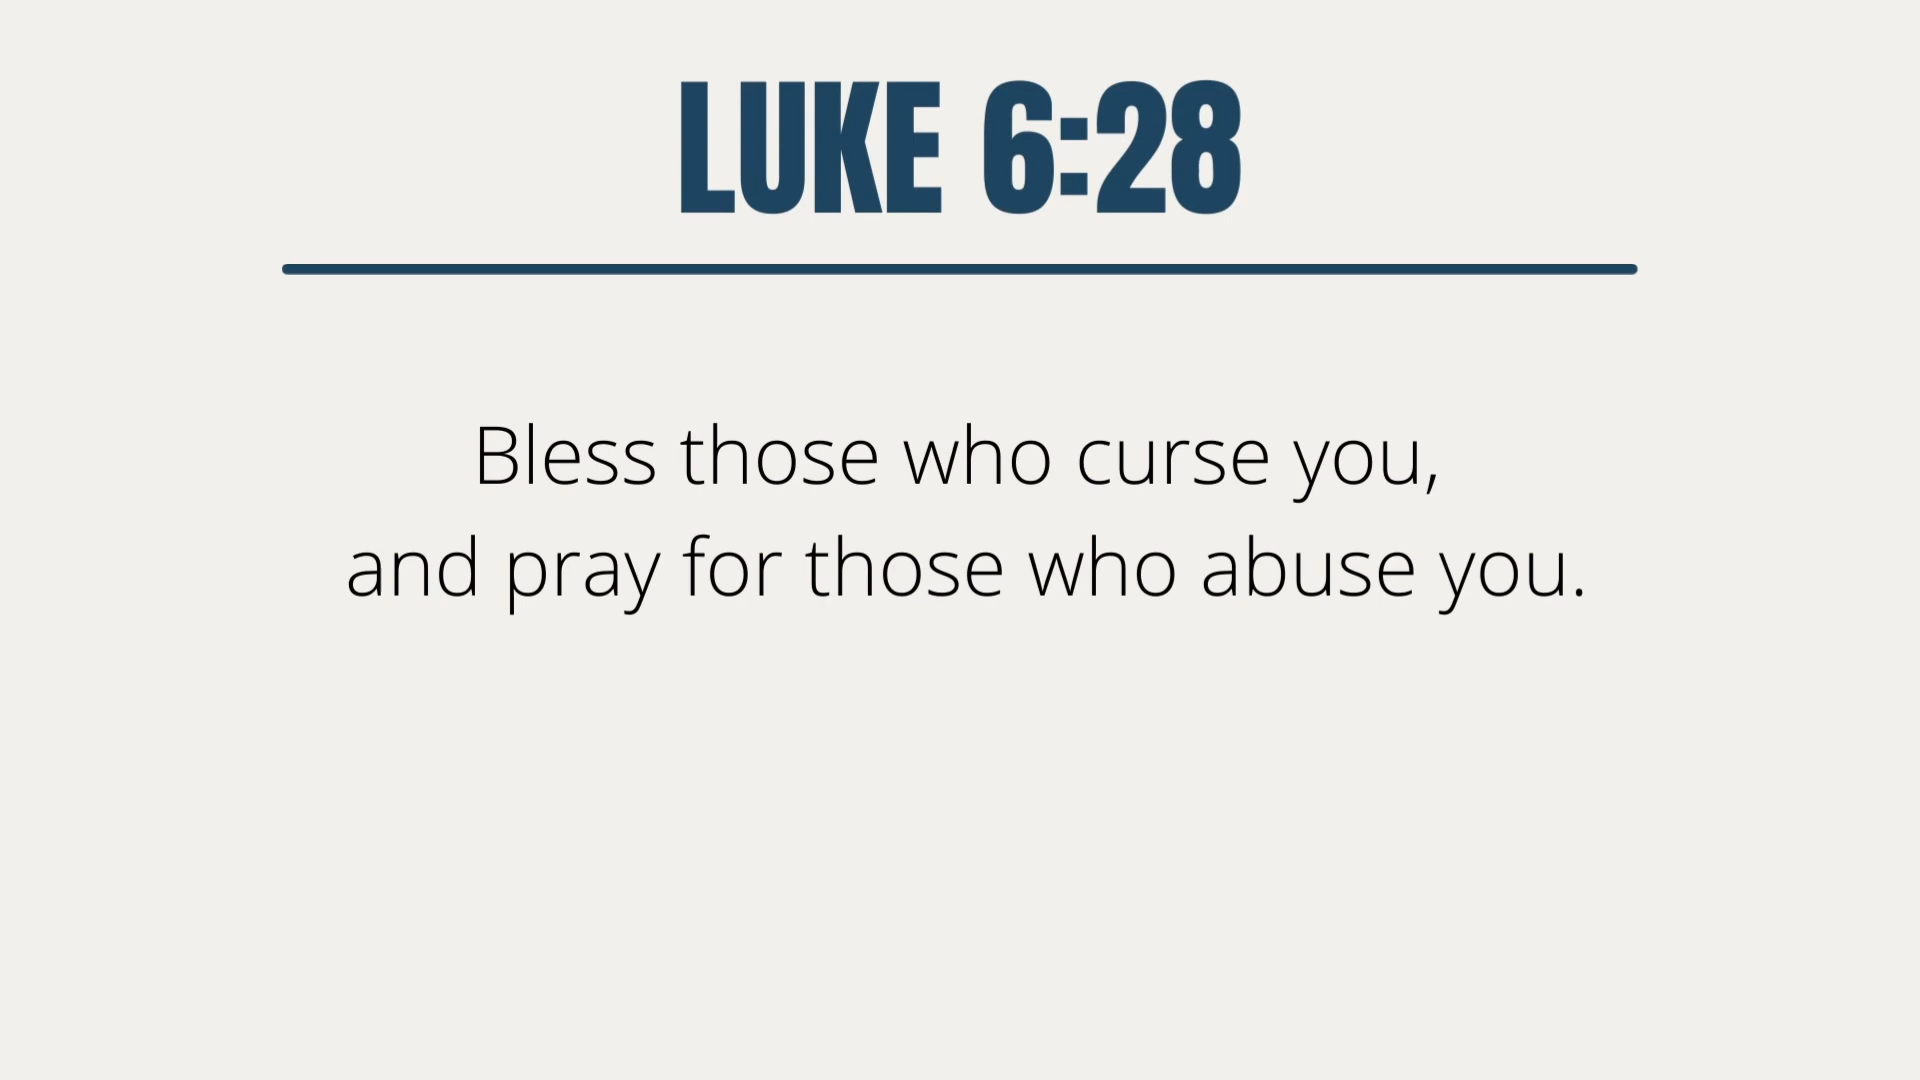 LUKE 6:28
Bless those who curse you,
and pray for those who abuse you.